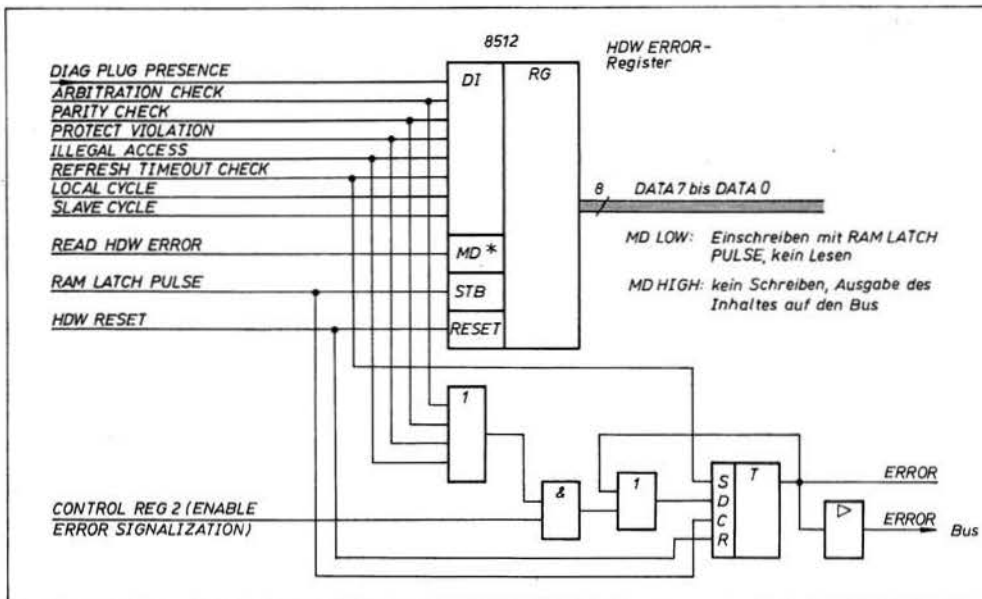 8512
HDW ERROR-
Register
DIAG PLUG PRESENCE
ARBITRATION CHECK
PARITY CHECK
PROTECT VIOLATION
ILLEGAL ACCESS
REFRESH TIMEOUT CHECK
LOCAL CYCLE
SLAVE CYCLE
READ HDW ERROR
RAM LATCH PULSE
HDW RESET
DI
RG
MD *
STB
RESET
8
DATA 7 bis DATA 0
MD LOW: Einschreiben mit RAM LATCH
PULSE, kein Lesen
MD HIGH: kein Schreiben, Ausgabe des
Inhaltes auf den Bus
1
&
1
S
D
C
R
T
ERROR
ERROR
Bus
CONTROL REG 2 (ENABLE
ERROR SIGNALIZATION)